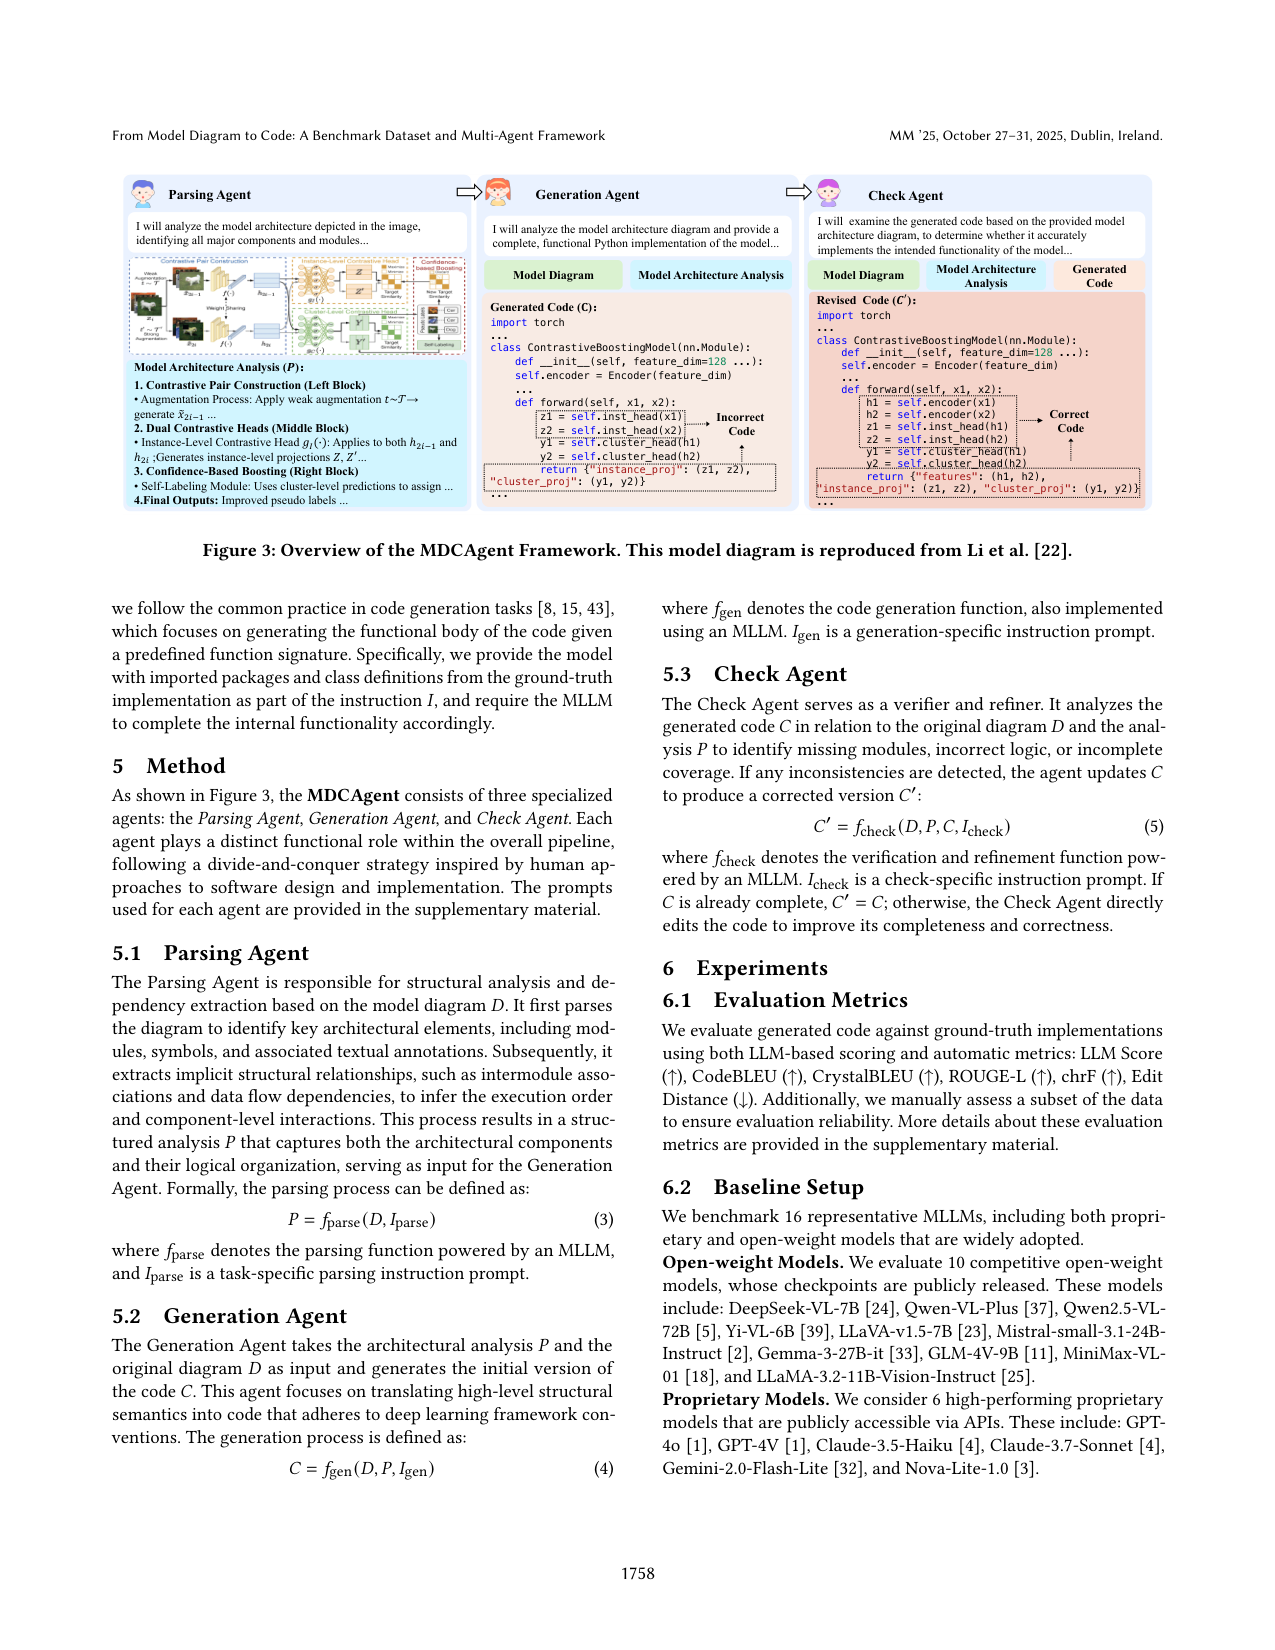 From Model Diagram to Code: A Benchmark Dataset and Multi-Agent Framework
MM ’25, October 27–31, 2025, Dublin, Ireland.
Parsing Agent
I will analyze the model architecture depicted in the image,
identifying all major components and modules...
Contrastive Pair Construction
Instance-Level Contrastive Head
Confidence-
based Boosting
Weak
Augmentation
Weight Sharing
Cluster-Level Contrastive Head
Strong
Augmentation
Self-Labeling
Model Architecture Analysis (P):
1. Contrastive Pair Construction (Left Block)
• Augmentation Process: Apply weak augmentation t~T→
generate x̃2i−1 ...
2. Dual Contrastive Heads (Middle Block)
• Instance-Level Contrastive Head gI(·): Applies to both h2i−1 and
h2i ;Generates instance-level projections Z, Z′...
3. Confidence-Based Boosting (Right Block)
• Self-Labeling Module: Uses cluster-level predictions to assign ...
4.Final Outputs: Improved pseudo labels ...
Generation Agent
I will analyze the model architecture diagram and provide a
complete, functional Python implementation of the model...
Model Diagram
Model Architecture Analysis
Generated Code (C):
import torch
...
class ContrastiveBoostingModel(nn.Module):
def __init__(self, feature_dim=128 ...):
self.encoder = Encoder(feature_dim)
...
def forward(self, x1, x2):
z1 = self.inst_head(x1)
z2 = self.inst_head(x2)
y1 = self.cluster_head(h1)
y2 = self.cluster_head(h2)
return {"instance_proj": (z1, z2),
"cluster_proj": (y1, y2)}
...
Incorrect
Code
Check Agent
I will examine the generated code based on the provided model
architecture diagram, to determine whether it accurately
implements the intended functionality of the model...
Model Diagram
Model Architecture
Analysis
Generated
Code
Revised Code (C′):
import torch
...
class ContrastiveBoostingModel(nn.Module):
def __init__(self, feature_dim=128 ...):
self.encoder = Encoder(feature_dim)
...
def forward(self, x1, x2):
h1 = self.encoder(x1)
h2 = self.encoder(x2)
z1 = self.inst_head(h1)
z2 = self.inst_head(h2)
y1 = self.cluster_head(h1)
y2 = self.cluster_head(h2)
return {"features": (h1, h2),
"instance_proj": (z1, z2), "cluster_proj": (y1, y2)}
...
Correct
Code
Figure 3: Overview of the MDCAgent Framework. This model diagram is reproduced from Li et al. [22].
we follow the common practice in code generation tasks [8, 15, 43],
which focuses on generating the functional body of the code given
a predefined function signature. Specifically, we provide the model
with imported packages and class definitions from the ground-truth
implementation as part of the instruction I, and require the MLLM
to complete the internal functionality accordingly.
5 Method
As shown in Figure 3, the MDCAgent consists of three specialized
agents: the Parsing Agent, Generation Agent, and Check Agent. Each
agent plays a distinct functional role within the overall pipeline,
following a divide-and-conquer strategy inspired by human ap-
proaches to software design and implementation. The prompts
used for each agent are provided in the supplementary material.
5.1 Parsing Agent
The Parsing Agent is responsible for structural analysis and de-
pendency extraction based on the model diagram D. It first parses
the diagram to identify key architectural elements, including mod-
ules, symbols, and associated textual annotations. Subsequently, it
extracts implicit structural relationships, such as intermodule asso-
ciations and data flow dependencies, to infer the execution order
and component-level interactions. This process results in a struc-
tured analysis P that captures both the architectural components
and their logical organization, serving as input for the Generation
Agent. Formally, the parsing process can be defined as:
P = fparse(D, Iparse) (3)
where fparse denotes the parsing function powered by an MLLM,
and Iparse is a task-specific parsing instruction prompt.
5.2 Generation Agent
The Generation Agent takes the architectural analysis P and the
original diagram D as input and generates the initial version of
the code C. This agent focuses on translating high-level structural
semantics into code that adheres to deep learning framework con-
ventions. The generation process is defined as:
C = fgen(D, P, Igen) (4)
where fgen denotes the code generation function, also implemented
using an MLLM. Igen is a generation-specific instruction prompt.
5.3 Check Agent
The Check Agent serves as a verifier and refiner. It analyzes the
generated code C in relation to the original diagram D and the anal-
ysis P to identify missing modules, incorrect logic, or incomplete
coverage. If any inconsistencies are detected, the agent updates C
to produce a corrected version C′:
C′ = fcheck(D, P, C, Icheck) (5)
where fcheck denotes the verification and refinement function pow-
ered by an MLLM. Icheck is a check-specific instruction prompt. If
C is already complete, C′ = C; otherwise, the Check Agent directly
edits the code to improve its completeness and correctness.
6 Experiments
6.1 Evaluation Metrics
We evaluate generated code against ground-truth implementations
using both LLM-based scoring and automatic metrics: LLM Score
(↑), CodeBLEU (↑), CrystalBLEU (↑), ROUGE-L (↑), chrF (↑), Edit
Distance (↓). Additionally, we manually assess a subset of the data
to ensure evaluation reliability. More details about these evaluation
metrics are provided in the supplementary material.
6.2 Baseline Setup
We benchmark 16 representative MLLMs, including both propri-
etary and open-weight models that are widely adopted.
Open-weight Models. We evaluate 10 competitive open-weight
models, whose checkpoints are publicly released. These models
include: DeepSeek-VL-7B [24], Qwen-VL-Plus [37], Qwen2.5-VL-
72B [5], Yi-VL-6B [39], LLaVA-v1.5-7B [23], Mistral-small-3.1-24B-
Instruct [2], Gemma-3-27B-it [33], GLM-4V-9B [11], MiniMax-VL-
01 [18], and LLaMA-3.2-11B-Vision-Instruct [25].
Proprietary Models. We consider 6 high-performing proprietary
models that are publicly accessible via APIs. These include: GPT-
4o [1], GPT-4V [1], Claude-3.5-Haiku [4], Claude-3.7-Sonnet [4],
Gemini-2.0-Flash-Lite [32], and Nova-Lite-1.0 [3].
1758